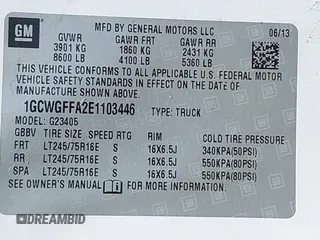 GM
MFD BY GENERAL MOTORS LLC
06/13
GVWR GAWR FRT GAWR RR
3901 KG 1860 KG 2431 KG
8600 LB 4100 LB 5360 LB
THIS VEHICLE CONFORMS TO ALL APPLICABLE U.S. FEDERAL MOTOR
VEHICLE SAFETY STANDARDS IN EFFECT ON THE DATE OF
MANUFACTURE SHOWN ABOVE.
1GCWGFFA2E1103446 TYPE: TRUCK
MODEL: G23405
GBBV TIRE SIZE SPEED RTG RIM COLD TIRE PRESSURE
FRT LT245/75R16E S 16X6.5J 340KPA(50PSI)
RR LT245/75R16E S 16X6.5J 550KPA(80PSI)
SPA LT245/75R16E S 16X6.5J 550KPA(80PSI)
SEE OWNER'S MANUAL FOR ADDITIONAL INFORMATION.
DREAMBID